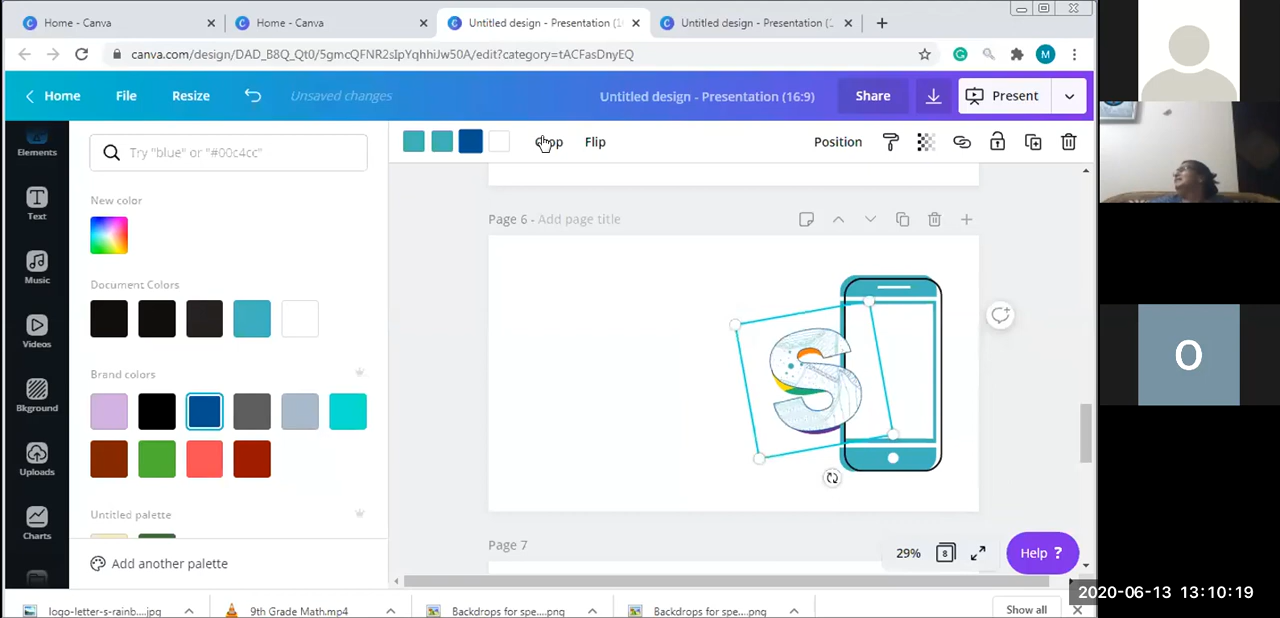 Home - Canva
Home - Canva
Untitled design - Presentation (1
Untitled design - Presentation (
canva.com/design/DAD_B8Q_Qt0/5gmcQFNR2sIpYqhhiJw50A/edit?category=tACFasDnyEQ
M
Home
File
Resize
Unsaved changes
Untitled design - Presentation (16:9)
Share
Present
Elements
Try "blue" or "#00c4cc"
Flip
Position
Text
New color
Page 6 - Add page title
Music
Document Colors
Videos
Brand colors
S
Bkground
O
Uploads
Untitled palette
Charts
Page 7
29%
8
Help ?
Add another palette
logo-letter-s-rainb....jpg
9th Grade Math.mp4
Backdrops for spe....png
Backdrops for spe....png
Show all
2020-06-13 13:10:19